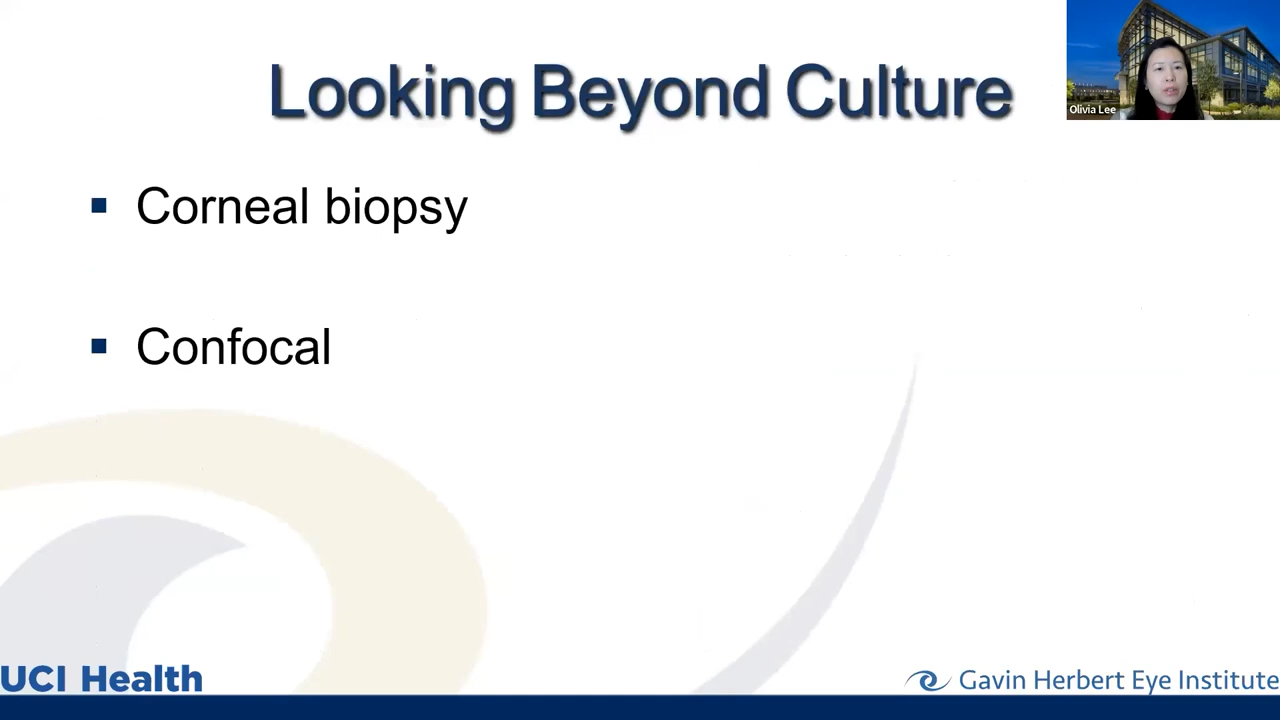 Looking Beyond Culture
Olivia Lee
▪ Corneal biopsy
▪ Confocal
UCI Health
Gavin Herbert Eye Institute